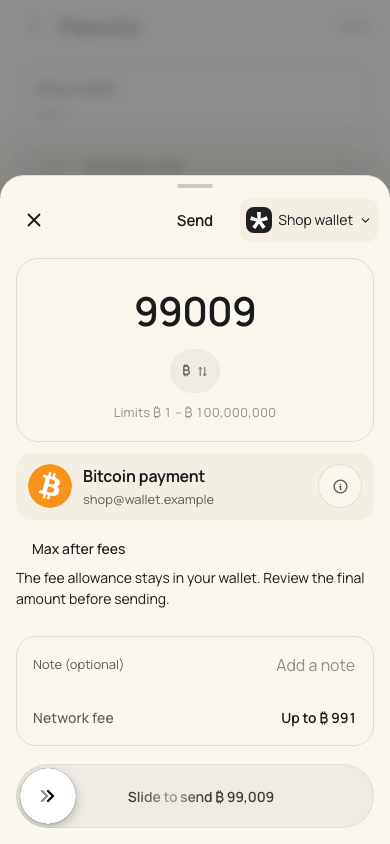 Send
Shop wallet
99009
₿
Limits ₿ 1 – ₿ 100,000,000
Bitcoin payment
shop@wallet.example
Max after fees
The fee allowance stays in your wallet. Review the final
amount before sending.
Note (optional) Add a note
Network fee Up to ₿ 991
Slide to send ₿ 99,009